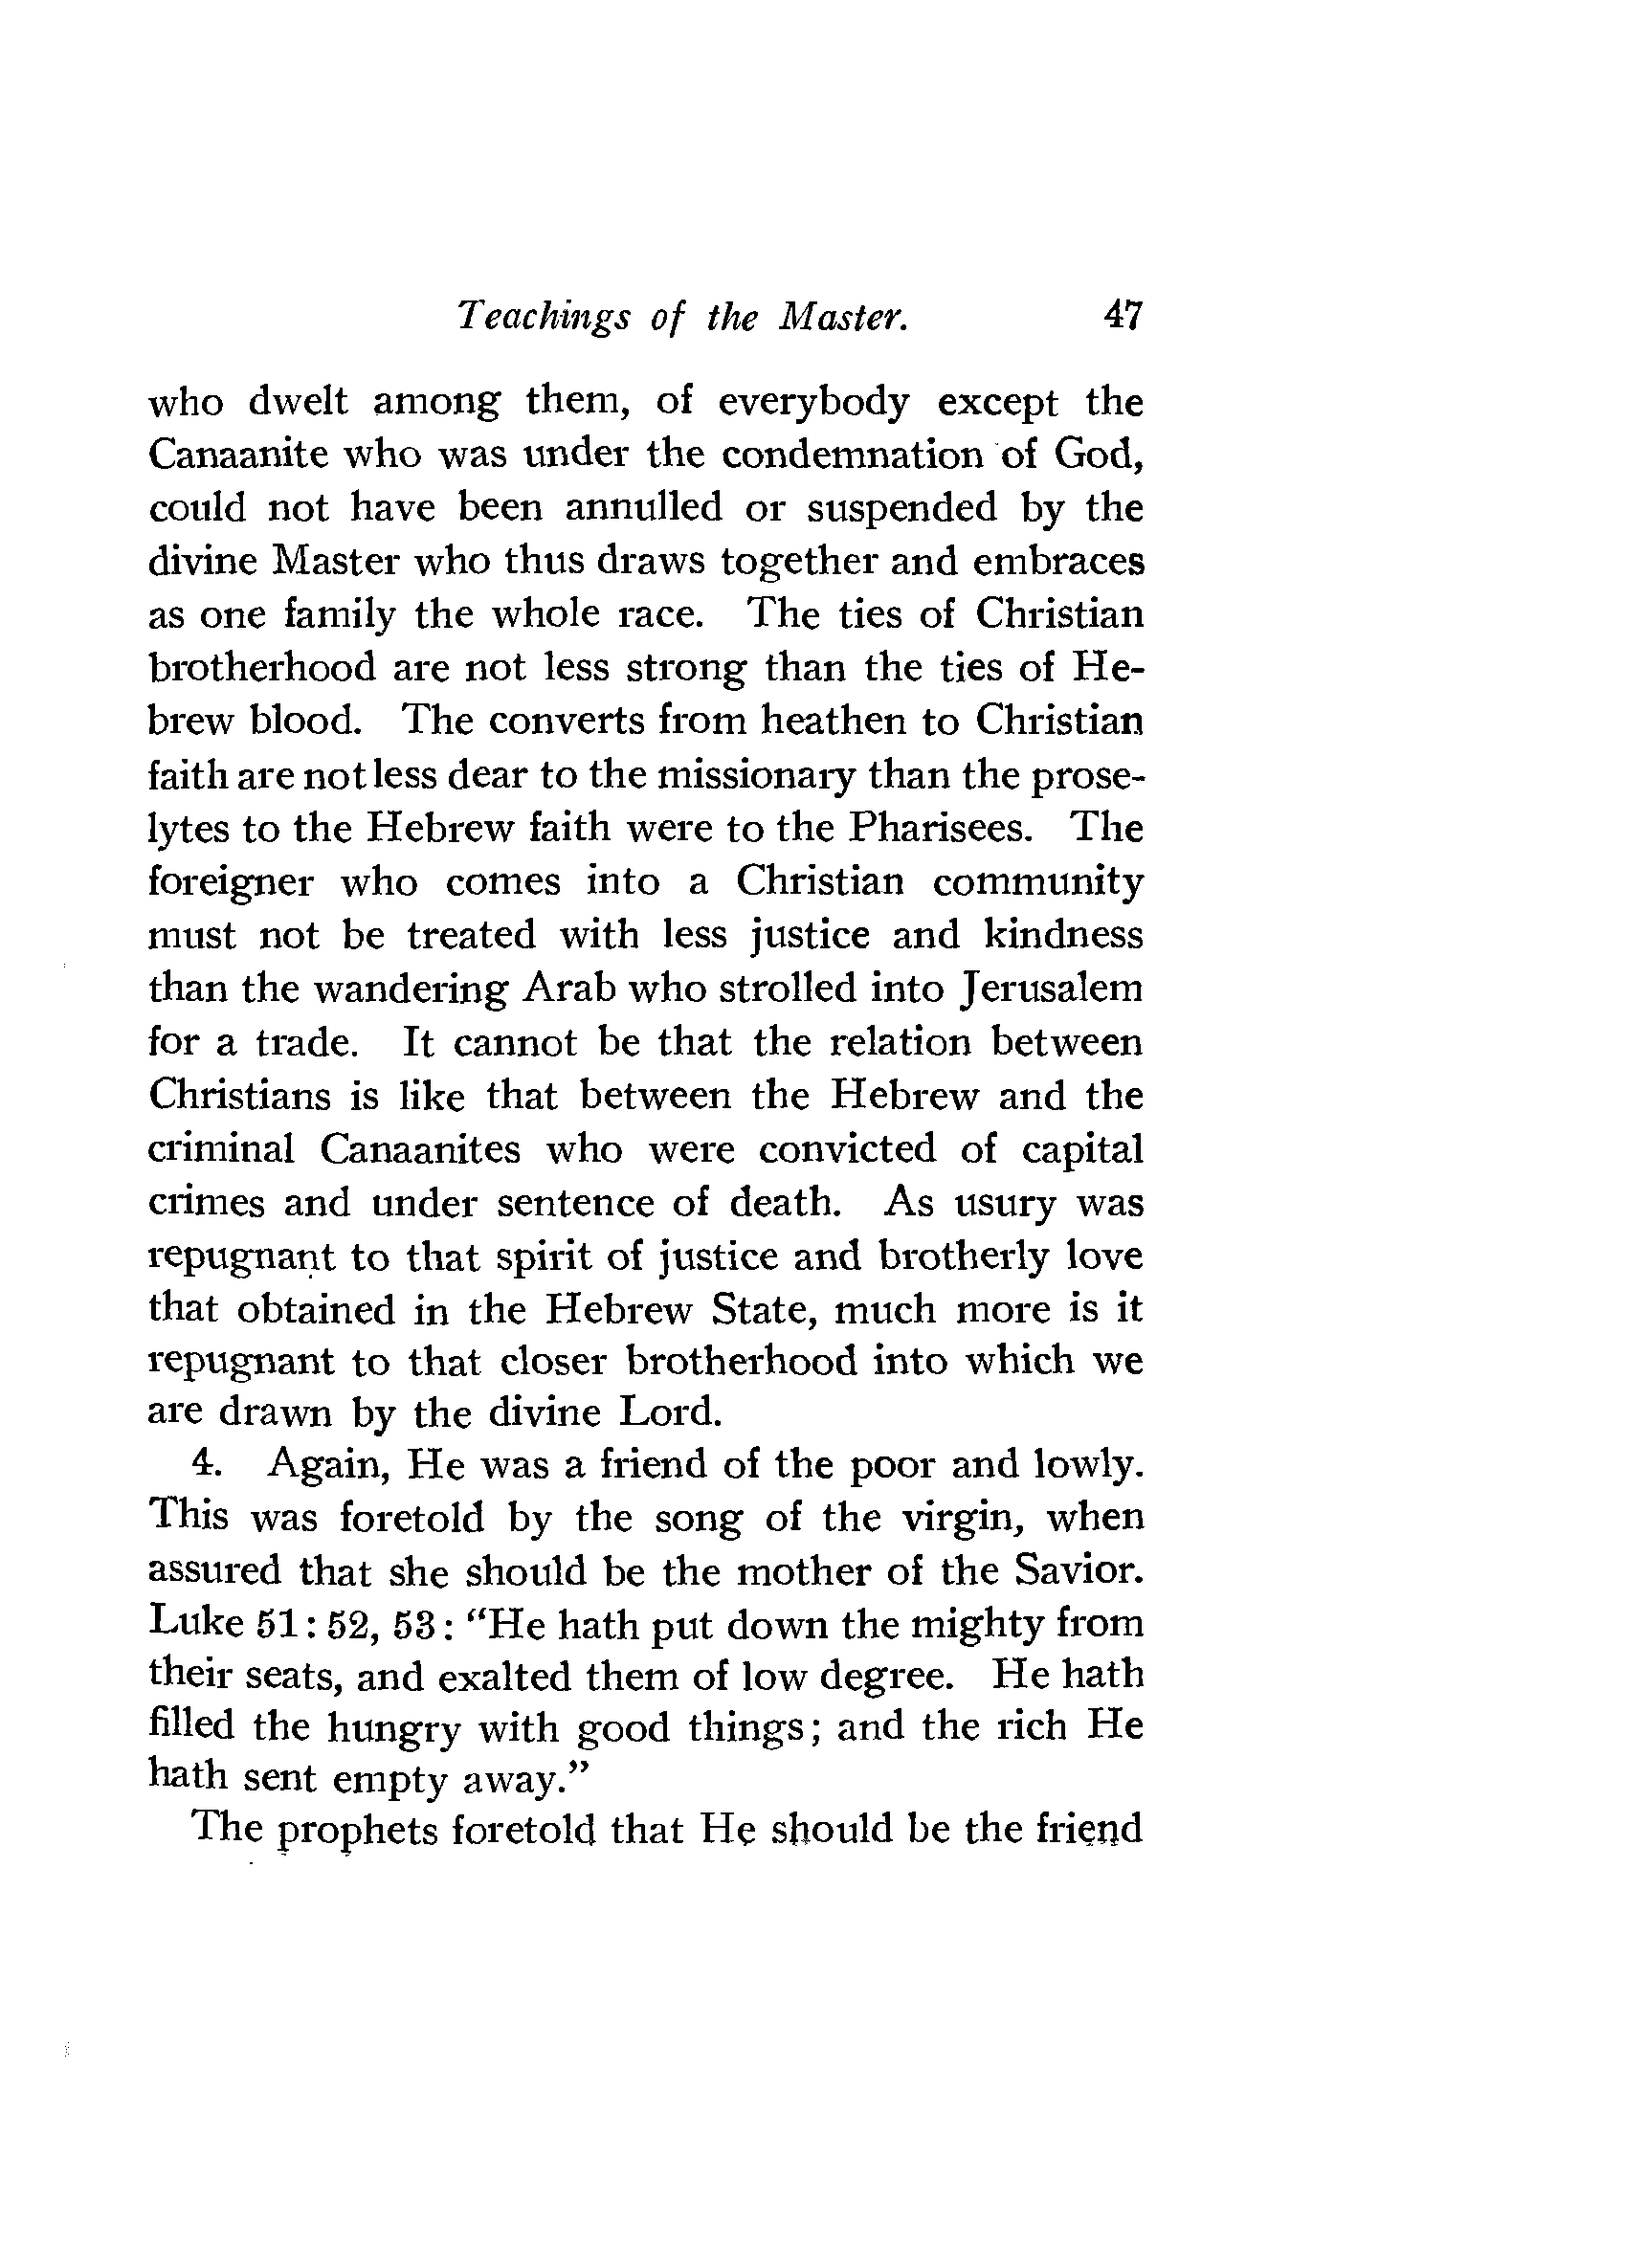 Teachings of the Master. 47
who dwelt among them, of everybody except the
Canaanite who was under the condemnation of God,
could not have been annulled or suspended by the
divine Master who thus draws together and embraces
as one family the whole race. The ties of Christian
brotherhood are not less strong than the ties of He-
brew blood. The converts from heathen to Christian
faith are not less dear to the missionary than the prose-
lytes to the Hebrew faith were to the Pharisees. The
foreigner who comes into a Christian community
must not be treated with less justice and kindness
than the wandering Arab who strolled into Jerusalem
for a trade. It cannot be that the relation between
Christians is like that between the Hebrew and the
criminal Canaanites who were convicted of capital
crimes and under sentence of death. As usury was
repugnant to that spirit of justice and brotherly love
that obtained in the Hebrew State, much more is it
repugnant to that closer brotherhood into which we
are drawn by the divine Lord.
4. Again, He was a friend of the poor and lowly.
This was foretold by the song of the virgin, when
assured that she should be the mother of the Savior.
Luke 51: 52, 53: “He hath put down the mighty from
their seats, and exalted them of low degree. He hath
filled the hungry with good things; and the rich He
hath sent empty away.”
The prophets foretold that He should be the friend